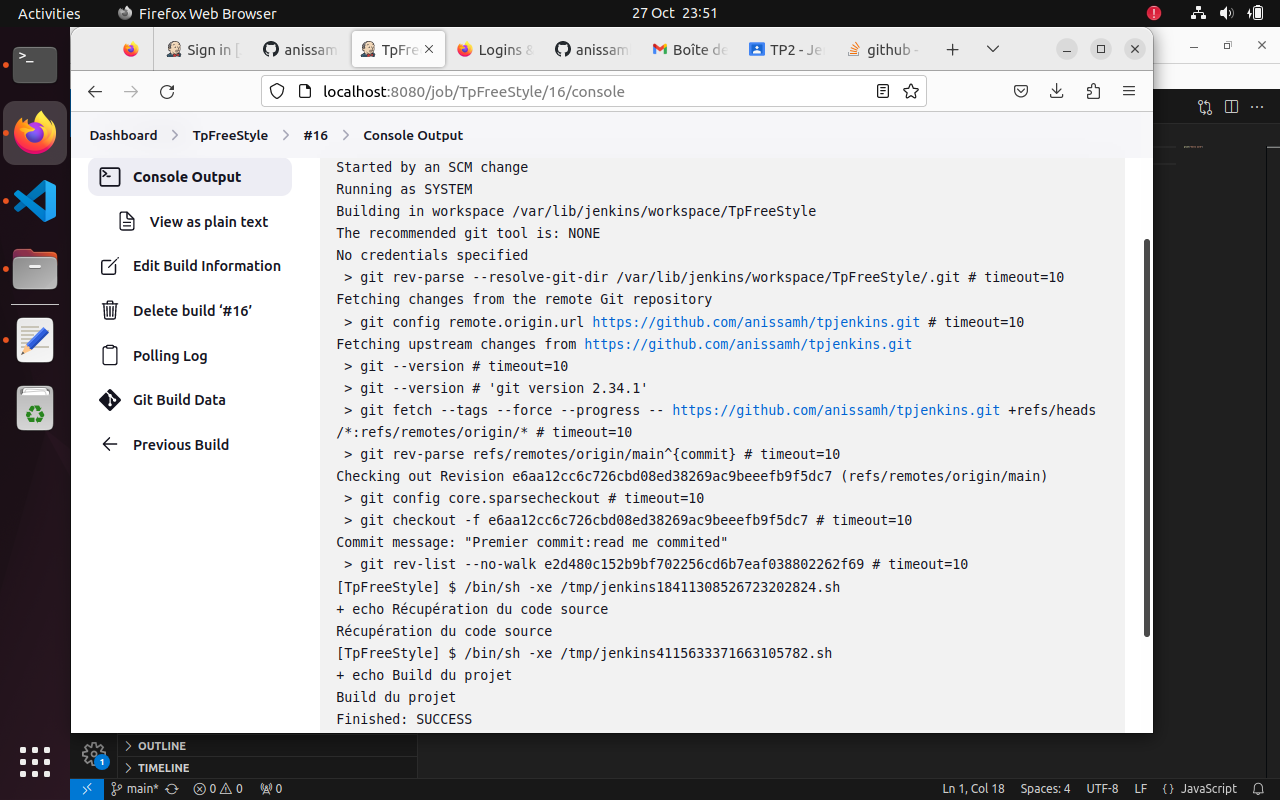 Activities
Firefox Web Browser
27 Oct 23:51
Sign in [
anissam
TpFre
Logins &
anissam
Boîte de
TP2 - Je
github -
localhost:8080/job/TpFreeStyle/16/console
Dashboard
TpFreeStyle
#16
Console Output
Console Output
View as plain text
Edit Build Information
Delete build ‘#16’
Polling Log
Git Build Data
Previous Build
Started by an SCM change
Running as SYSTEM
Building in workspace /var/lib/jenkins/workspace/TpFreeStyle
The recommended git tool is: NONE
No credentials specified
> git rev-parse --resolve-git-dir /var/lib/jenkins/workspace/TpFreeStyle/.git # timeout=10
Fetching changes from the remote Git repository
> git config remote.origin.url https://github.com/anissamh/tpjenkins.git # timeout=10
Fetching upstream changes from https://github.com/anissamh/tpjenkins.git
> git --version # timeout=10
> git --version # 'git version 2.34.1'
> git fetch --tags --force --progress -- https://github.com/anissamh/tpjenkins.git +refs/heads
/*:refs/remotes/origin/* # timeout=10
> git rev-parse refs/remotes/origin/main^{commit} # timeout=10
Checking out Revision e6aa12cc6c726cbd08ed38269ac9beeefb9f5dc7 (refs/remotes/origin/main)
> git config core.sparsecheckout # timeout=10
> git checkout -f e6aa12cc6c726cbd08ed38269ac9beeefb9f5dc7 # timeout=10
Commit message: "Premier commit:read me commited"
> git rev-list --no-walk e2d480c152b9bf702256cd6b7eaf038802262f69 # timeout=10
[TpFreeStyle] $ /bin/sh -xe /tmp/jenkins18411308526723202824.sh
+ echo Récupération du code source
Récupération du code source
[TpFreeStyle] $ /bin/sh -xe /tmp/jenkins4115633371663105782.sh
+ echo Build du projet
Build du projet
Finished: SUCCESS
1
OUTLINE
TIMELINE
main*
0
0
0
Ln 1, Col 18
Spaces: 4
UTF-8
LF
{ } JavaScript